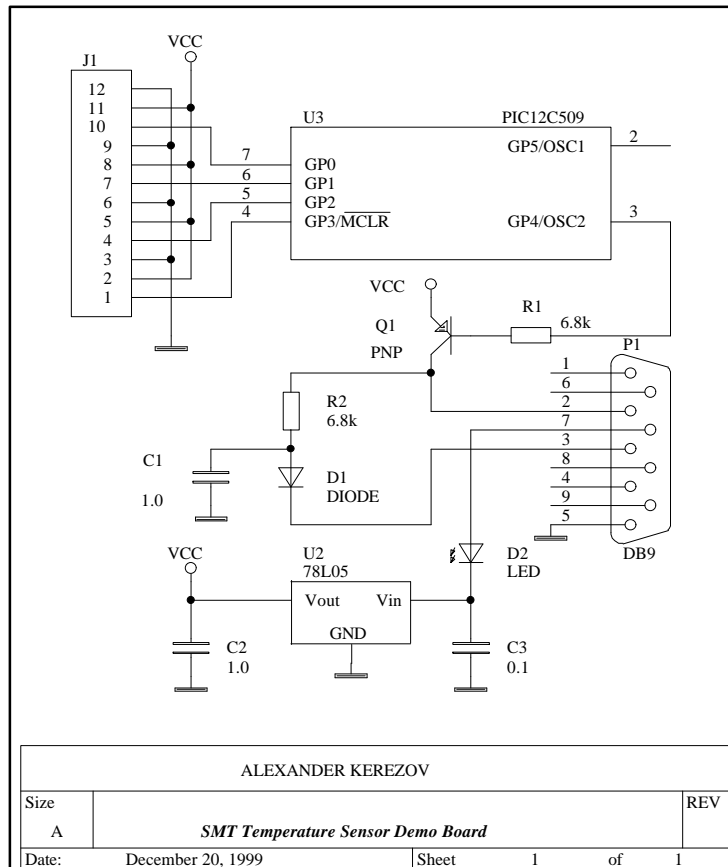 VCC
J1
12
11
10
9
8
7
6
5
4
3
2
1
U3 PIC12C509
7 GP0
6 GP1
5 GP2
4 GP3/MCLR
GP5/OSC1 2
GP4/OSC2 3
VCC
Q1
PNP
R1
6.8k
P1
1
6
2
7
3
8
4
9
5
DB9
R2
6.8k
C1
1.0
D1
DIODE
D2
LED
VCC
U2
78L05
Vout Vin
GND
C2
1.0
C3
0.1
ALEXANDER KEREZOV
Size
A
SMT Temperature Sensor Demo Board
REV
Date: December 20, 1999 Sheet 1 of 1